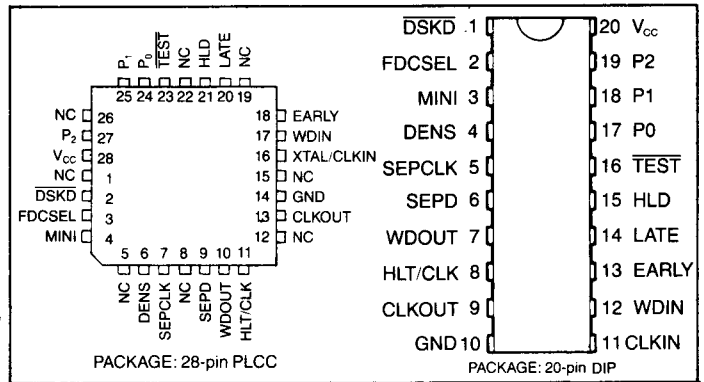 P₁ P₀ T̅E̅S̅T̅ NC HLD LATE NC
25 24 23 22 21 20 19
NC 26
P₂ 27
Vcc 28
NC 1
D̅S̅K̅D̅ 2
FDCSEL 3
MINI 4
18 EARLY
17 WDIN
16 XTAL/CLKIN
15 NC
14 GND
13 CLKOUT
12 NC
5 6 7 8 9 10 11
NC DENS SEPCLK NC SEPD WDOUT HLT/CLK
PACKAGE: 28-pin PLCC
D̅S̅K̅D̅ 1 20 Vcc
FDCSEL 2 19 P2
MINI 3 18 P1
DENS 4 17 P0
SEPCLK 5 16 T̅E̅S̅T̅
SEPD 6 15 HLD
WDOUT 7 14 LATE
HLT/CLK 8 13 EARLY
CLKOUT 9 12 WDIN
GND 10 11 CLKIN
PACKAGE: 20-pin DIP